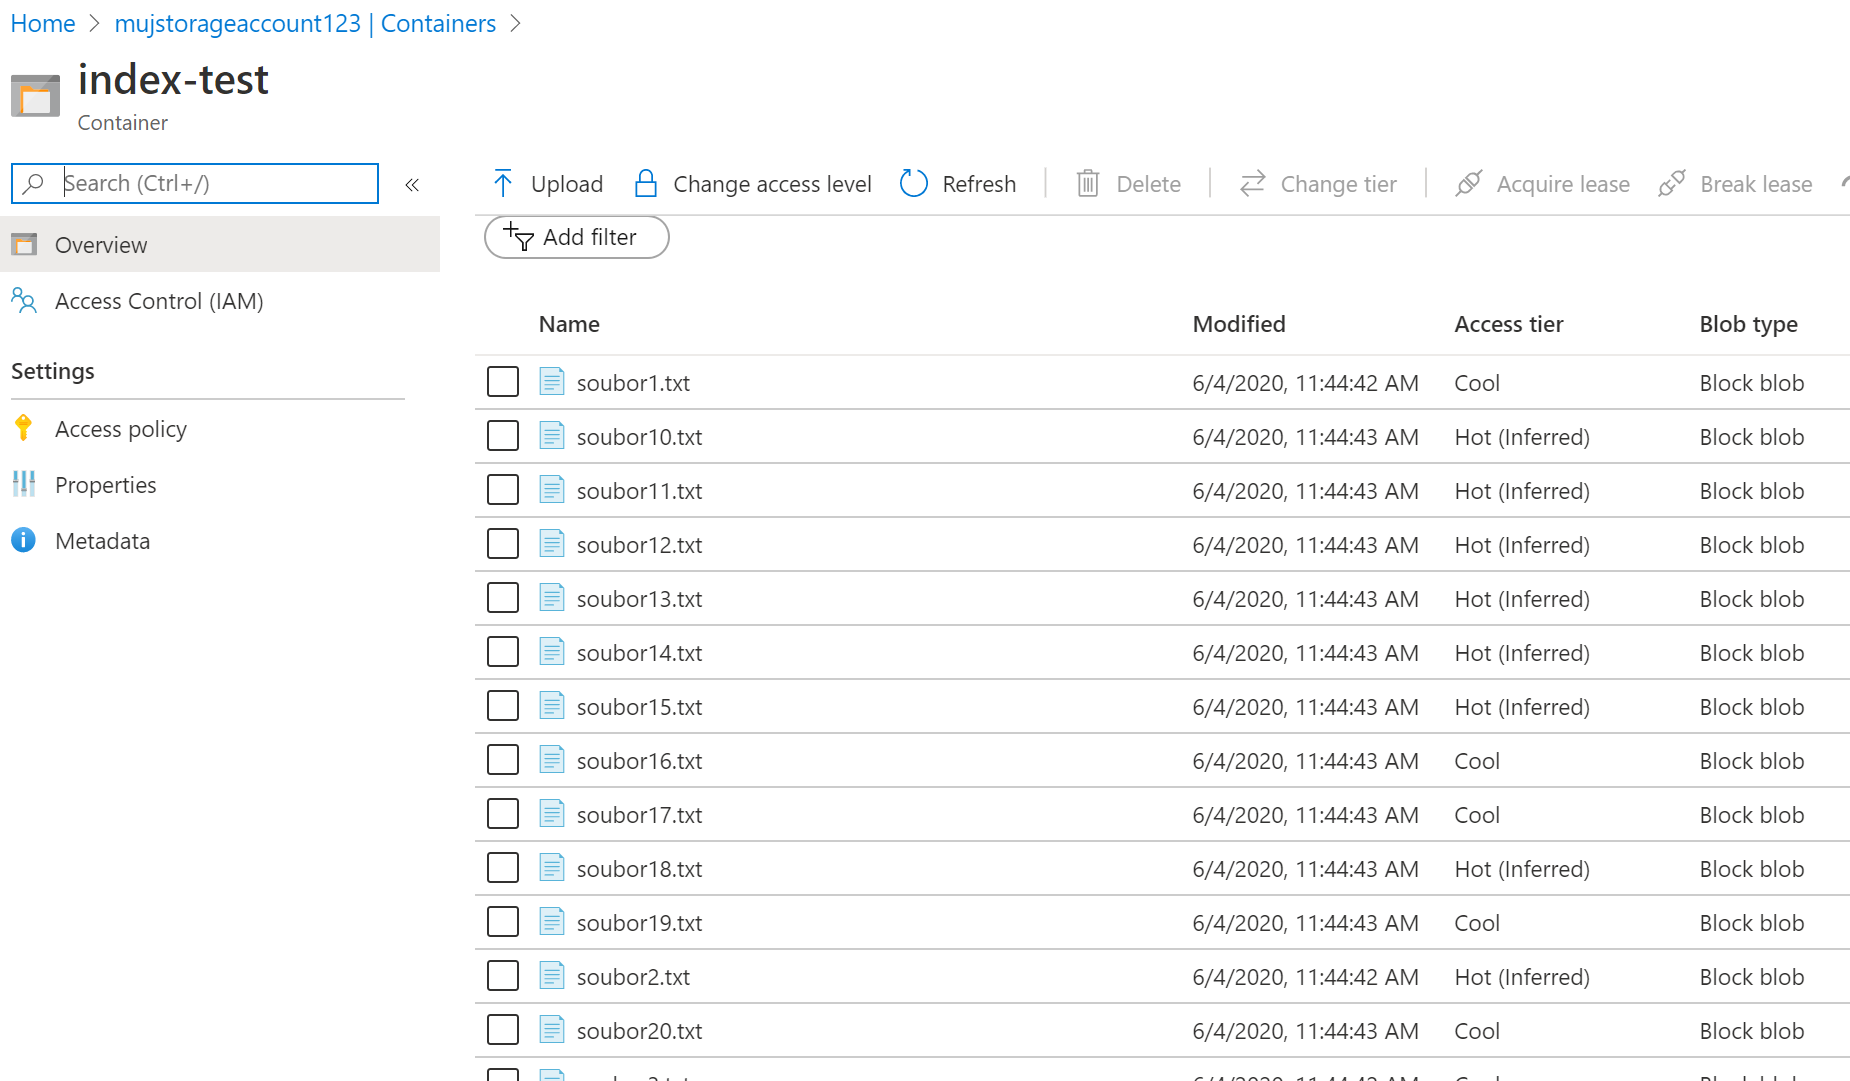 Home > mujstorageaccount123 | Containers >
index-test
Container
Search (Ctrl+/)
«
Upload Change access level Refresh Delete Change tier Acquire lease Break lease
Overview
Add filter
Access Control (IAM)
Name Modified Access tier Blob type
Settings
soubor1.txt 6/4/2020, 11:44:42 AM Cool Block blob
Access policy
soubor10.txt 6/4/2020, 11:44:43 AM Hot (Inferred) Block blob
Properties
soubor11.txt 6/4/2020, 11:44:43 AM Hot (Inferred) Block blob
Metadata
soubor12.txt 6/4/2020, 11:44:43 AM Hot (Inferred) Block blob
soubor13.txt 6/4/2020, 11:44:43 AM Hot (Inferred) Block blob
soubor14.txt 6/4/2020, 11:44:43 AM Hot (Inferred) Block blob
soubor15.txt 6/4/2020, 11:44:43 AM Hot (Inferred) Block blob
soubor16.txt 6/4/2020, 11:44:43 AM Cool Block blob
soubor17.txt 6/4/2020, 11:44:43 AM Cool Block blob
soubor18.txt 6/4/2020, 11:44:43 AM Hot (Inferred) Block blob
soubor19.txt 6/4/2020, 11:44:43 AM Cool Block blob
soubor2.txt 6/4/2020, 11:44:42 AM Hot (Inferred) Block blob
soubor20.txt 6/4/2020, 11:44:43 AM Cool Block blob